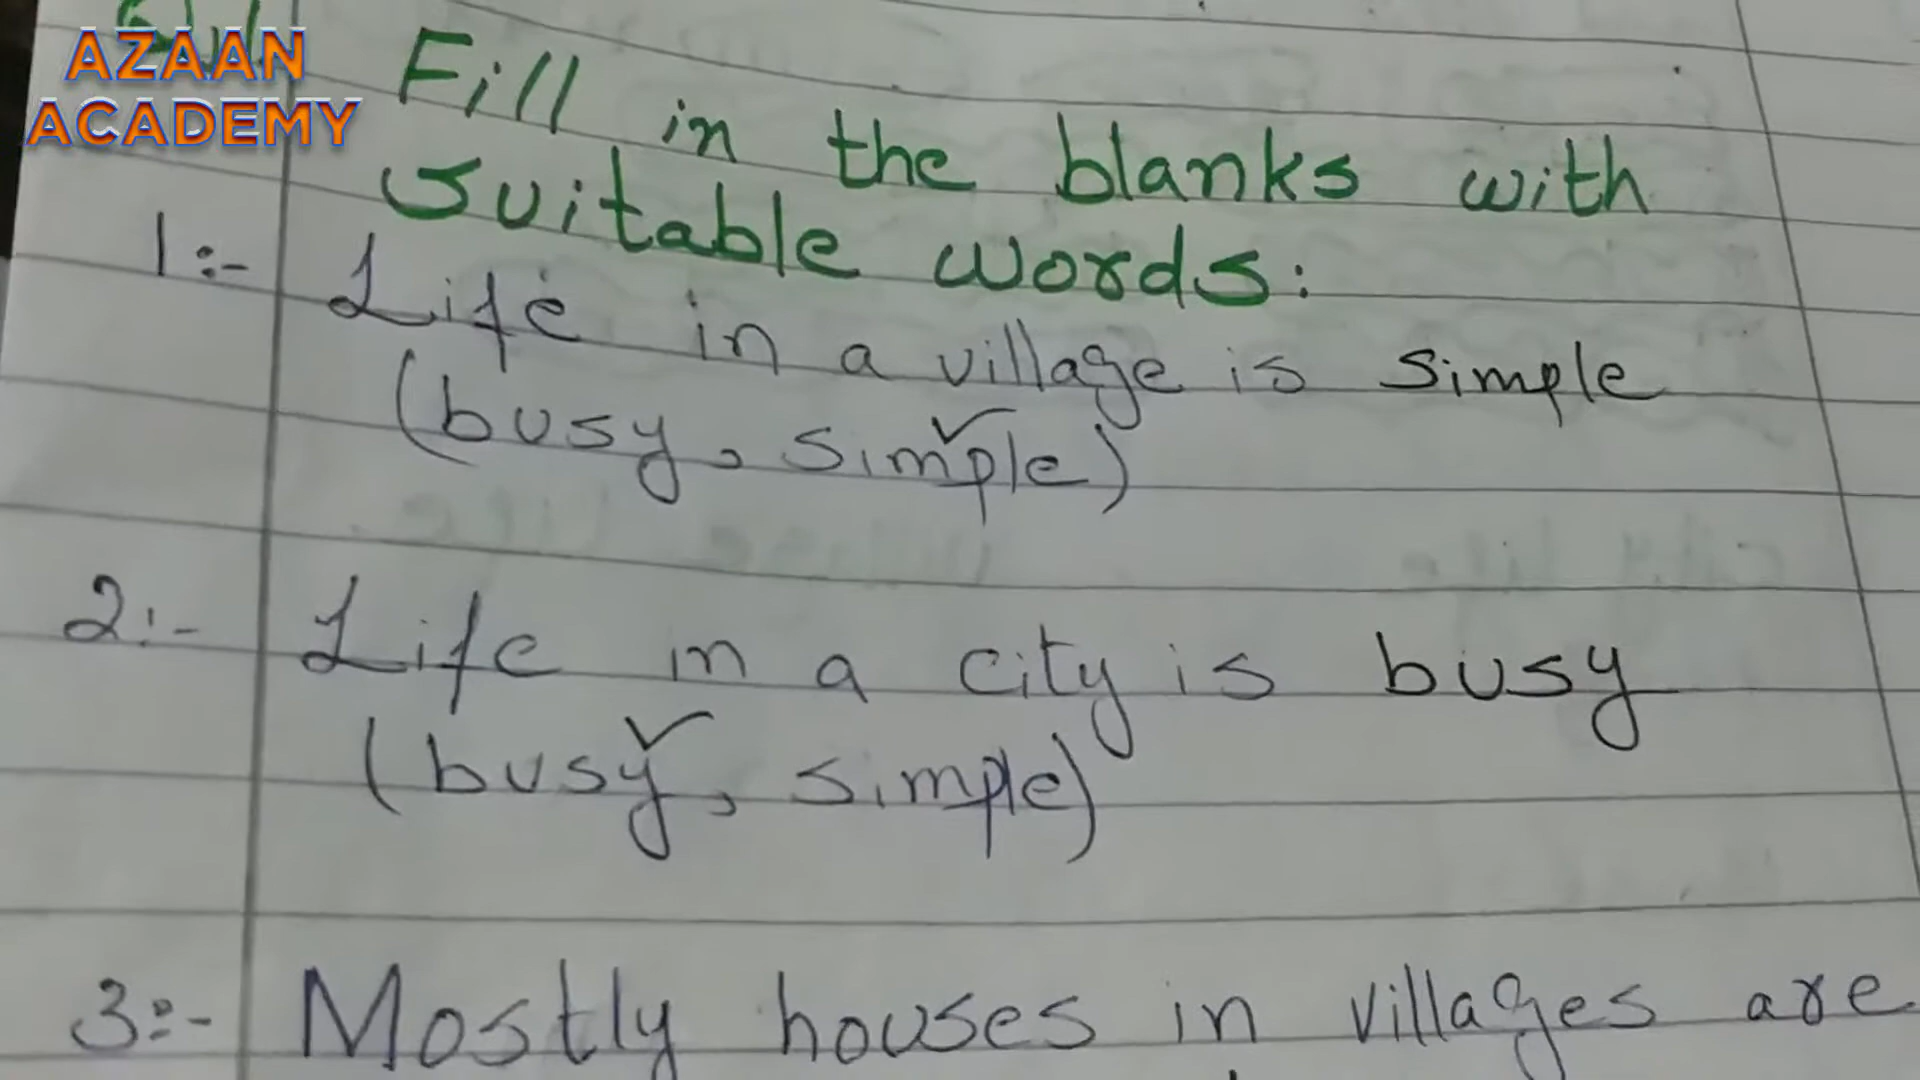 AZAAN
ACADEMY
Fill in the blanks with
suitable words:
1:- Life in a village is simple
(busy, simple)
2:- Life in a city is busy
(busy, simple)
3:- Mostly houses in villages are